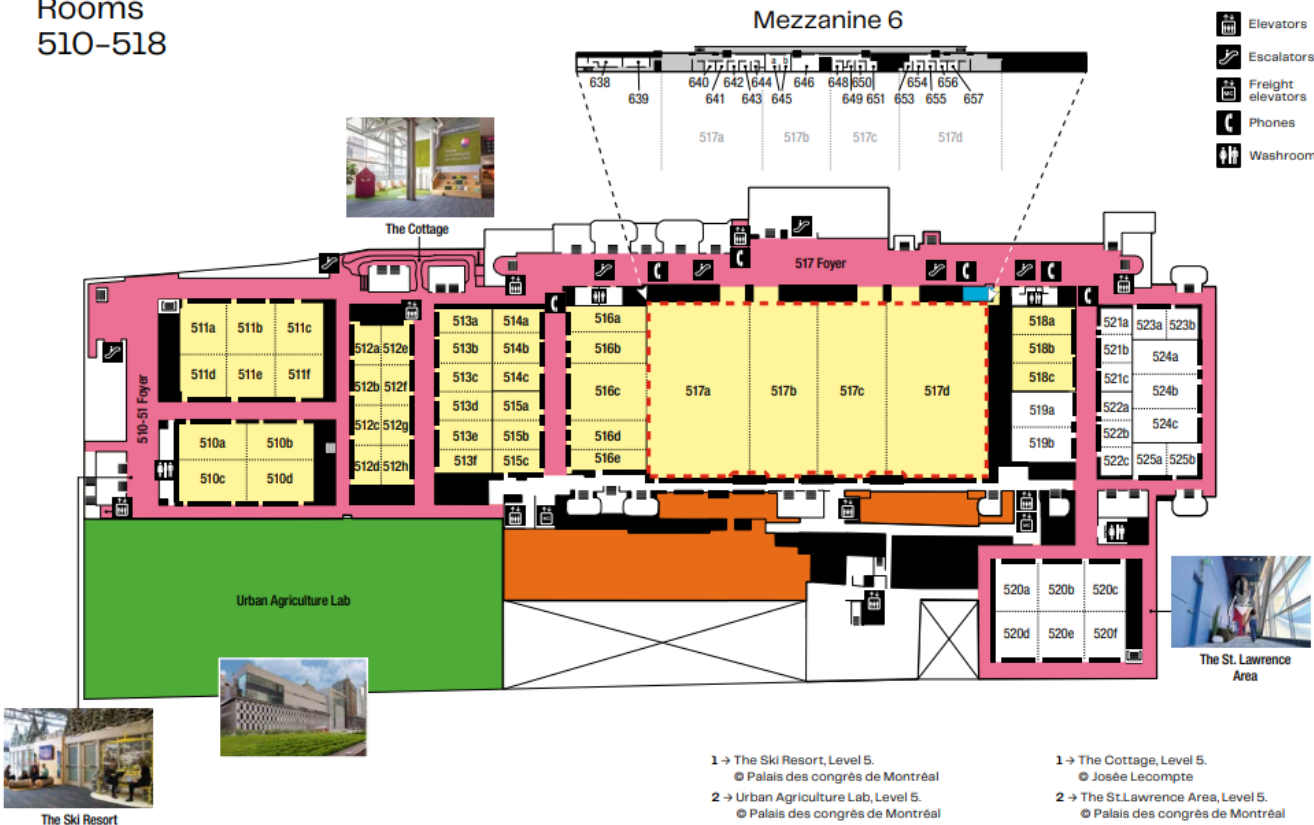 Rooms
510–518
Mezzanine 6
Elevators
Escalators
Freight
elevators
Phones
Washroom
638
639
640
641
642
643
644
a b
645
646
648
649
650
651
653
654
655
656
657
517a
517b
517c
517d
The Cottage
517 Foyer
510-51 Foyer
511a 511b 511c
511d 511e 511f
510a 510b
510c 510d
512a 512e
512b 512f
512c 512g
512d 512h
513a 514a
513b 514b
513c 514c
513d 515a
513e 515b
513f 515c
516a
516b
516c
516d
516e
517a 517b 517c 517d
518a
518b
518c
519a
519b
521a 523a 523b
521b 524a
521c 524b
522a
522b 524c
522c 525a 525b
520a 520b 520c
520d 520e 520f
MC
MC
MC
Urban Agriculture Lab
The St. Lawrence
Area
The Ski Resort
1 → The Ski Resort, Level 5.
© Palais des congrès de Montréal
2 → Urban Agriculture Lab, Level 5.
© Palais des congrès de Montréal
1 → The Cottage, Level 5.
© Josée Lecompte
2 → The St.Lawrence Area, Level 5.
© Palais des congrès de Montréal